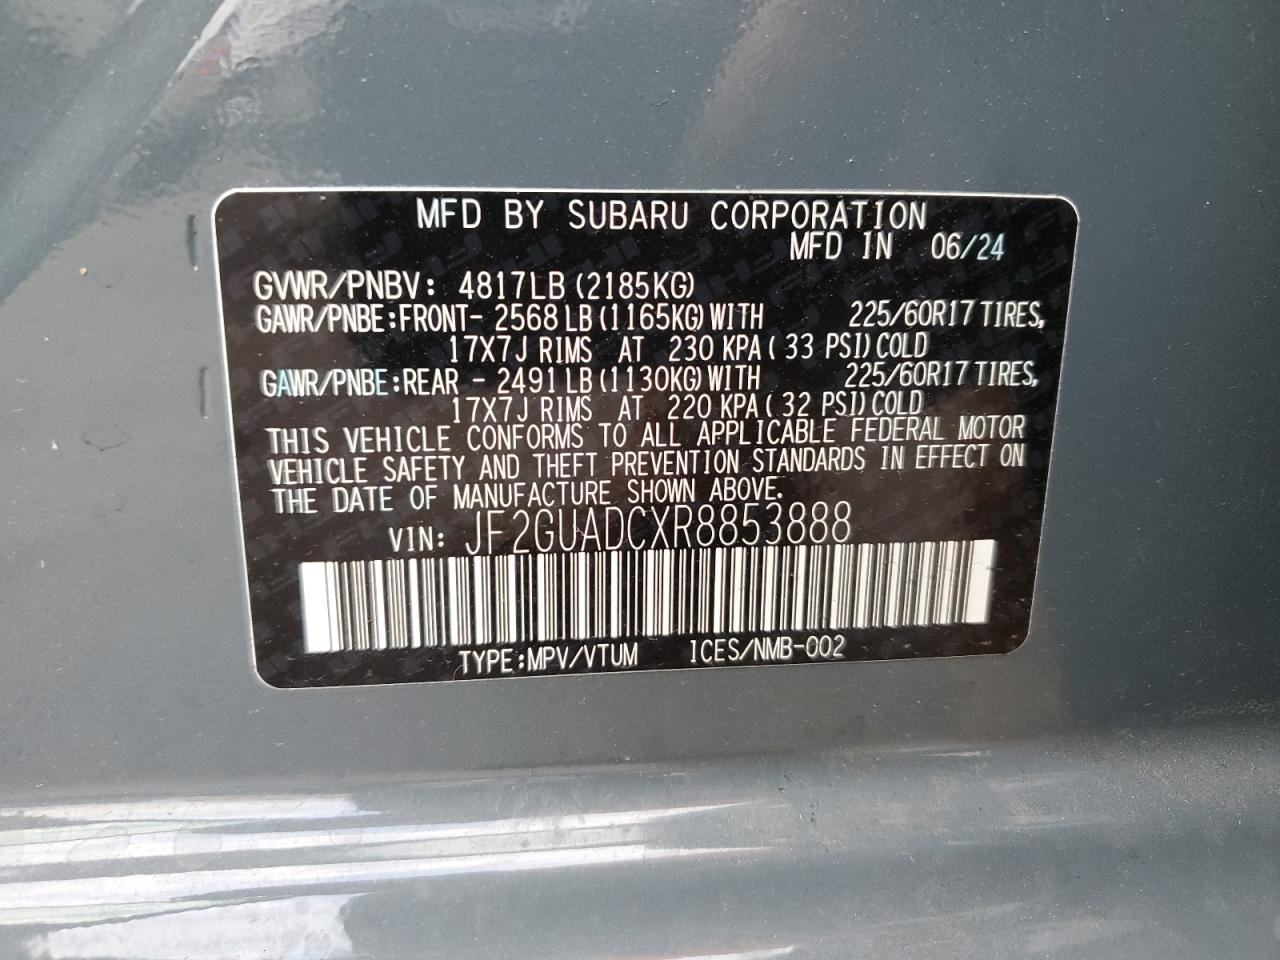 MFD BY SUBARU CORPORATION
MFD IN 06/24
GVWR/PNBV: 4817LB (2185KG)
GAWR/PNBE:FRONT- 2568 LB (1165KG) WITH 225/60R17 TIRES,
17X7J RIMS AT 230 KPA ( 33 PSI) COLD
GAWR/PNBE:REAR - 2491 LB (1130KG) WITH 225/60R17 TIRES,
17X7J RIMS AT 220 KPA ( 32 PSI) COLD
THIS VEHICLE CONFORMS TO ALL APPLICABLE FEDERAL MOTOR
VEHICLE SAFETY AND THEFT PREVENTION STANDARDS IN EFFECT ON
THE DATE OF MANUFACTURE SHOWN ABOVE.
VIN: JF2GUADCXR8853888
TYPE:MPV/VTUM ICES/NMB-002